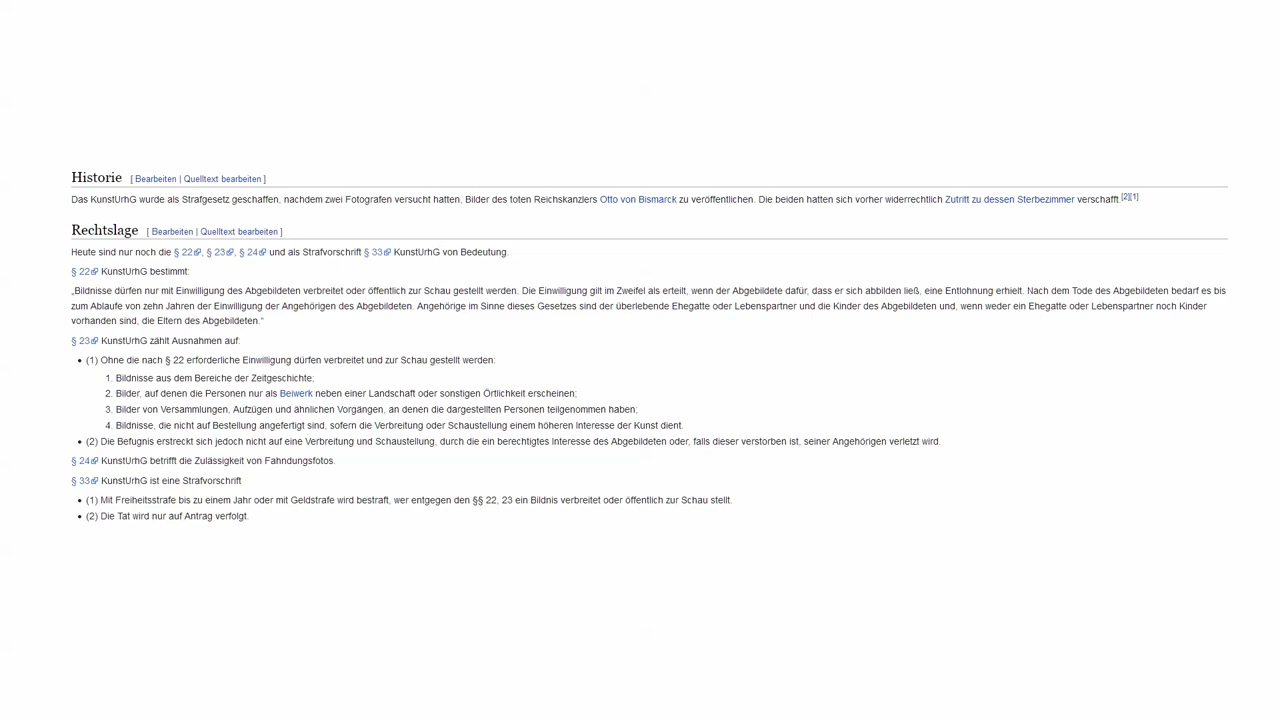 Historie [ Bearbeiten | Quelltext bearbeiten ]
Das KunstUrhG wurde als Strafgesetz geschaffen, nachdem zwei Fotografen versucht hatten, Bilder des toten Reichskanzlers Otto von Bismarck zu veröffentlichen. Die beiden hatten sich vorher widerrechtlich Zutritt zu dessen Sterbezimmer verschafft.[2][1]
Rechtslage [ Bearbeiten | Quelltext bearbeiten ]
Heute sind nur noch die § 22, § 23, § 24 und als Strafvorschrift § 33 KunstUrhG von Bedeutung.
§ 22 KunstUrhG bestimmt:
„Bildnisse dürfen nur mit Einwilligung des Abgebildeten verbreitet oder öffentlich zur Schau gestellt werden. Die Einwilligung gilt im Zweifel als erteilt, wenn der Abgebildete dafür, dass er sich abbilden ließ, eine Entlohnung erhielt. Nach dem Tode des Abgebildeten bedarf es bis
zum Ablaufe von zehn Jahren der Einwilligung der Angehörigen des Abgebildeten. Angehörige im Sinne dieses Gesetzes sind der überlebende Ehegatte oder Lebenspartner und die Kinder des Abgebildeten und, wenn weder ein Ehegatte oder Lebenspartner noch Kinder
vorhanden sind, die Eltern des Abgebildeten.“
§ 23 KunstUrhG zählt Ausnahmen auf:
• (1) Ohne die nach § 22 erforderliche Einwilligung dürfen verbreitet und zur Schau gestellt werden:
1. Bildnisse aus dem Bereiche der Zeitgeschichte;
2. Bilder, auf denen die Personen nur als Beiwerk neben einer Landschaft oder sonstigen Örtlichkeit erscheinen;
3. Bilder von Versammlungen, Aufzügen und ähnlichen Vorgängen, an denen die dargestellten Personen teilgenommen haben;
4. Bildnisse, die nicht auf Bestellung angefertigt sind, sofern die Verbreitung oder Schaustellung einem höheren Interesse der Kunst dient.
• (2) Die Befugnis erstreckt sich jedoch nicht auf eine Verbreitung und Schaustellung, durch die ein berechtigtes Interesse des Abgebildeten oder, falls dieser verstorben ist, seiner Angehörigen verletzt wird.
§ 24 KunstUrhG betrifft die Zulässigkeit von Fahndungsfotos.
§ 33 KunstUrhG ist eine Strafvorschrift
• (1) Mit Freiheitsstrafe bis zu einem Jahr oder mit Geldstrafe wird bestraft, wer entgegen den §§ 22, 23 ein Bildnis verbreitet oder öffentlich zur Schau stellt.
• (2) Die Tat wird nur auf Antrag verfolgt.